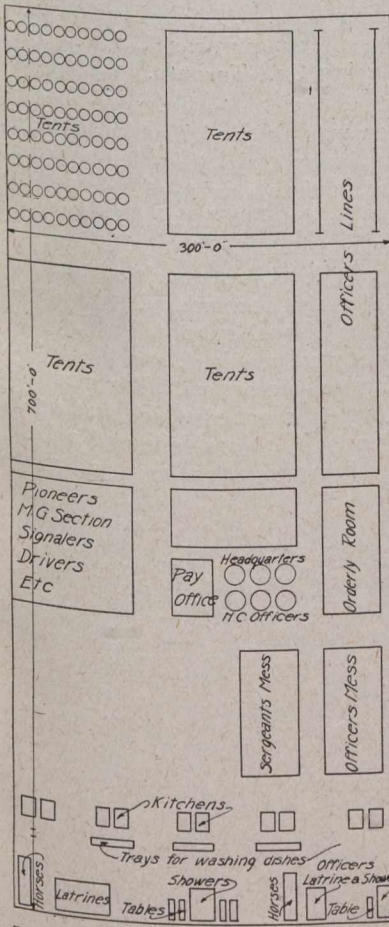 Tents
Tents
Lines
300'-0"
Officers
Tents
Tents
700'-0"
Pioneers
M.G Section
Signalers
Drivers
Etc
Pay
Office
Headquarters
N C Officers
Orderly Room
Sergeants Mess
Officers Mess
Kitchens
Trays for washing dishes
Horses
Latrines
Tables
Showers
Horses
Officers
Latrine & Show
Table